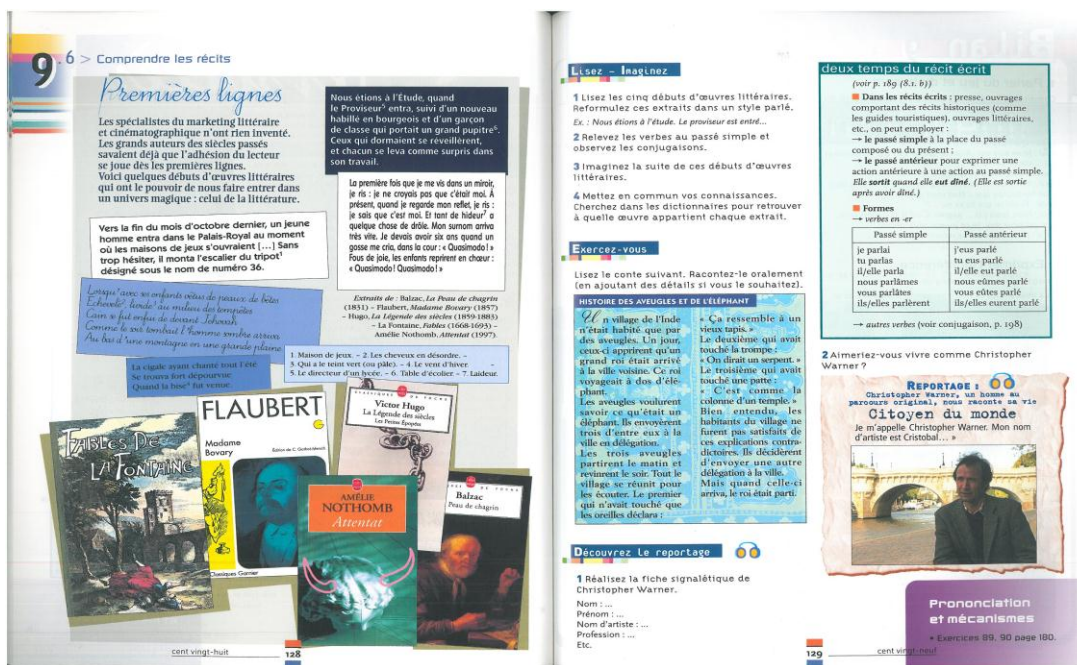 9.6 > Comprendre les récits
Premières lignes
Les spécialistes du marketing littéraire
et cinématographique n'ont rien inventé.
Les grands auteurs des siècles passés
savaient déjà que l'adhésion du lecteur
se joue dès les premières lignes.
Voici quelques débuts d'œuvres littéraires
qui ont le pouvoir de nous faire entrer dans
un univers magique : celui de la littérature.
Nous étions à l'Étude, quand
le Proviseur⁵ entra, suivi d'un nouveau
habillé en bourgeois et d'un garçon
de classe qui portait un grand pupitre⁶.
Ceux qui dormaient se réveillèrent,
et chacun se leva comme surpris dans
son travail.
La première fois que je me vis dans un miroir,
je ris : je ne croyais pas que c'était moi. À
présent, quand je regarde mon reflet, je ris :
je sais que c'est moi. Et tant de hideur⁷ a
quelque chose de drôle. Mon surnom arriva
très vite. Je devais avoir six ans quand un
gosse me cria, dans la cour : « Quasimodo ! »
Fous de joie, les enfants reprirent en chœur :
« Quasimodo ! Quasimodo ! »
Vers la fin du mois d'octobre dernier, un jeune
homme entra dans le Palais-Royal au moment
où les maisons de jeux s'ouvraient [...] Sans
trop hésiter, il monta l'escalier du tripot¹
désigné sous le nom de numéro 36.
Lorsqu'avec ses enfants vêtus de peaux de bêtes
Échevelé², livide³ au milieu des tempêtes
Caïn se fut enfui de devant Jéhovah
Comme le soir tombait l'homme sombre arriva
Au bas d'une montagne en une grande plaine
La cigale ayant chanté tout l'été
Se trouva fort dépourvue
Quand la bise⁴ fut venue.
Extraits de : Balzac, La Peau de chagrin
(1831) – Flaubert, Madame Bovary (1857)
– Hugo, La Légende des siècles (1859-1883)
– La Fontaine, Fables (1668-1693) –
Amélie Nothomb, Attentat (1997).
1. Maison de jeux. – 2. Les cheveux en désordre. –
3. Qui a le teint vert (ou pâle). – 4. Le vent d'hiver. –
5. Le directeur d'un lycée. – 6. Table d'écolier – 7. Laideur.
FABLES DE
LA FONTAINE
FLAUBERT
Madame
Bovary
Classiques Garnier
Victor Hugo
La Légende des siècles
Les Petites Épopées
AMÉLIE
NOTHOMB
Attentat
Balzac
Peau de chagrin
cent vingt-huit
128
Lisez – Imaginez
1 Lisez les cinq débuts d'œuvres littéraires.
Reformulez ces extraits dans un style parlé.
Ex. : Nous étions à l'étude. Le proviseur est entré...
2 Relevez les verbes au passé simple et
observez les conjugaisons.
3 Imaginez la suite de ces débuts d'œuvres
littéraires.
4 Mettez en commun vos connaissances.
Cherchez dans les dictionnaires pour retrouver
à quelle œuvre appartient chaque extrait.
Exercez-vous
Lisez le conte suivant. Racontez-le oralement
(en ajoutant des détails si vous le souhaitez).
HISTOIRE DES AVEUGLES ET DE L'ÉLÉPHANT
Un village de l'Inde
n'était habité que par
des aveugles. Un jour,
ceux-ci apprirent qu'un
grand roi était arrivé
à la ville voisine. Ce roi
voyageait à dos d'élé-
phant.
Les aveugles voulurent
savoir ce qu'était un
éléphant. Ils envoyèrent
trois d'entre eux à la
ville en délégation.
Les trois aveugles
partirent le matin et
revinrent le soir. Tout le
village se réunit pour
les écouter. Le premier
qui n'avait touché que
les oreilles déclara :
« Ça ressemble à un
vieux tapis. »
Le deuxième qui avait
touché la trompe :
« On dirait un serpent. »
Le troisième qui avait
touché une patte :
« C'est comme la
colonne d'un temple. »
Bien entendu, les
habitants du village ne
furent pas satisfaits de
ces explications contra-
dictoires. Ils décidèrent
d'envoyer une autre
délégation à la ville.
Mais quand celle-ci
arriva, le roi était parti.
Découvrez le reportage
1 Réalisez la fiche signalétique de
Christopher Warner.
Nom : ...
Prénom : ...
Nom d'artiste : ...
Profession : ...
Etc.
deux temps du récit écrit
(voir p. 189 (8.1. b))
Dans les récits écrits : presse, ouvrages
comportant des récits historiques (comme
les guides touristiques), ouvrages littéraires,
etc., on peut employer :
→ le passé simple à la place du passé
composé ou du présent ;
→ le passé antérieur pour exprimer une
action antérieure à une action au passé simple.
Elle sortit quand elle eut dîné. (Elle est sortie
après avoir dîné.)
Formes
→ verbes en -er
Passé simple Passé antérieur
je parlai j'eus parlé
tu parlas tu eus parlé
il/elle parla il/elle eut parlé
nous parlâmes nous eûmes parlé
vous parlâtes vous eûtes parlé
ils/elles parlèrent ils/elles eurent parlé
→ autres verbes (voir conjugaison, p. 198)
2 Aimeriez-vous vivre comme Christopher
Warner ?
REPORTAGE :
Christopher Warner, un homme au
parcours original, nous raconte sa vie
Citoyen du monde
Je m'appelle Christopher Warner. Mon nom
d'artiste est Cristobal... »
Prononciation
et mécanismes
• Exercices 89, 90 page 180.
129
cent vingt-neuf